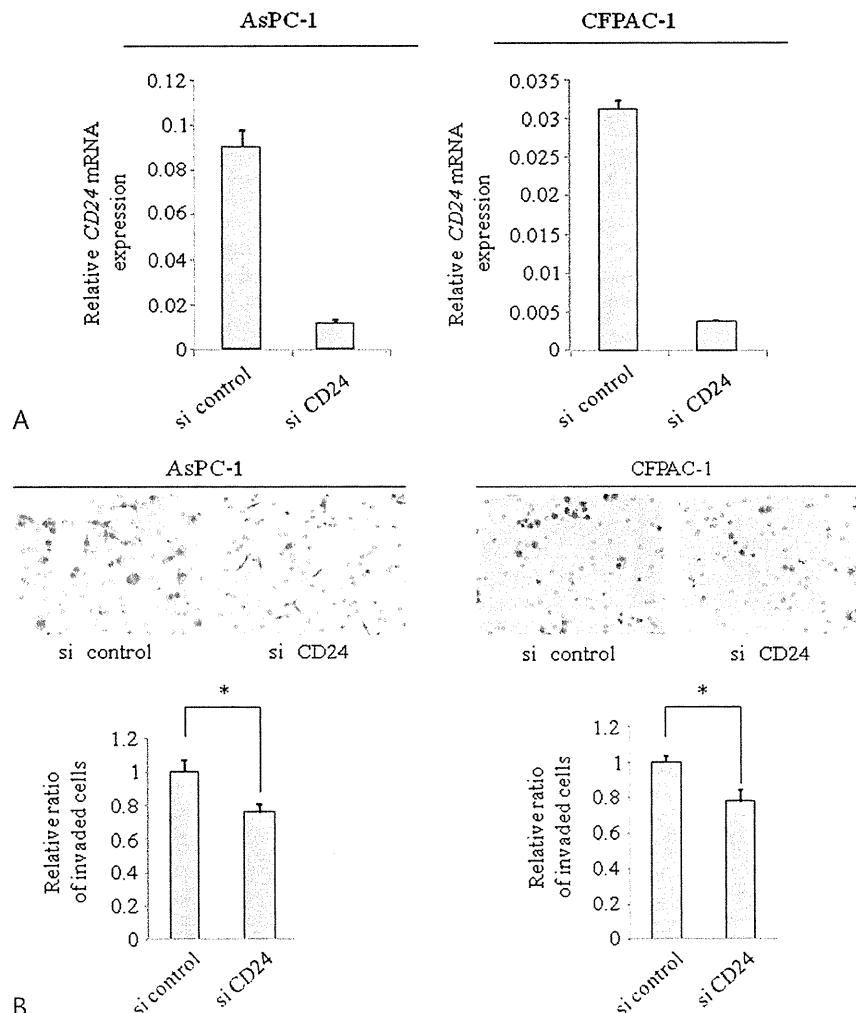 AsPC-1
CFPAC-1
Relative CD24 mRNA
expression
0.12
0.1
0.08
0.06
0.04
0.02
0
si control
si CD24
Relative CD24 mRNA
expression
0.035
0.03
0.025
0.02
0.015
0.01
0.005
0
si control
si CD24
A
AsPC-1
CFPAC-1
si control
si CD24
si control
si CD24
*
Relative ratio
of invaded cells
1.2
1
0.8
0.6
0.4
0.2
0
si control
si CD24
*
Relative ratio
of invaded cells
1.2
1
0.8
0.6
0.4
0.2
0
si control
si CD24
B